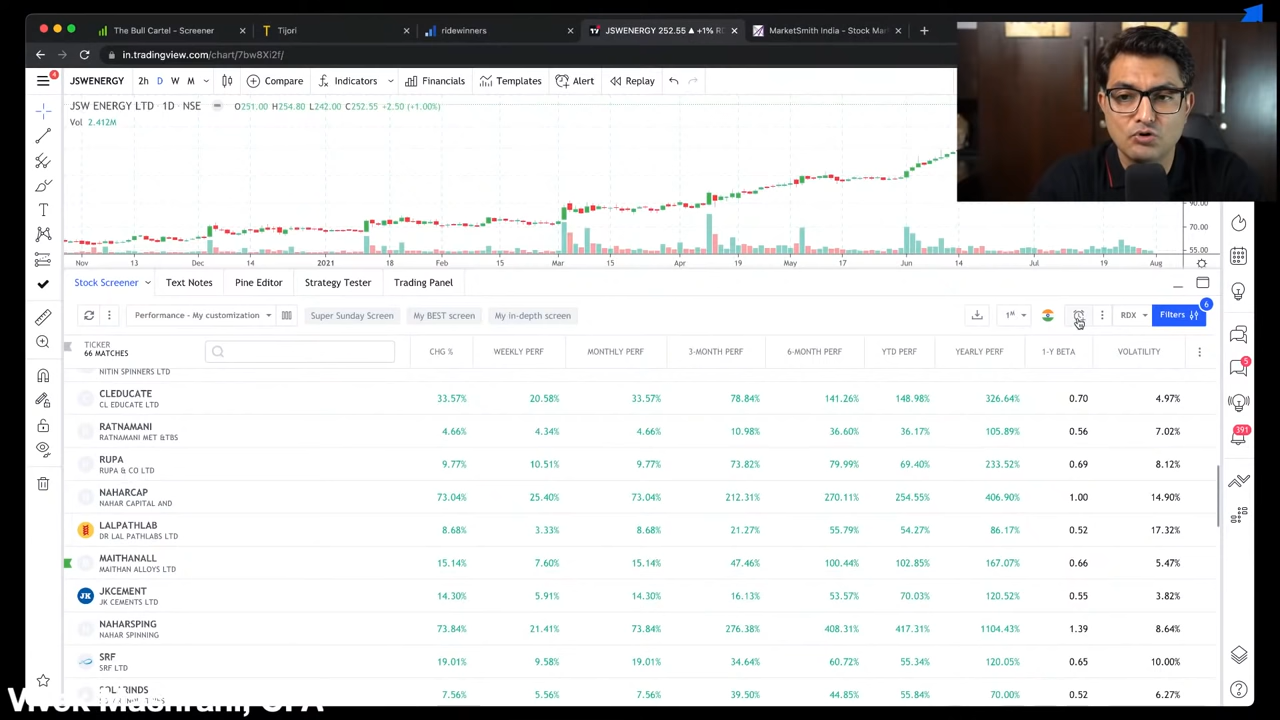 The Bull Cartel - Screener
Tijori
ridewinners
JSWENERGY 252.55 ▲ +1% R
MarketSmith India - Stock Mar
in.tradingview.com/chart/7bw8Xi2f/
4
JSWENERGY 2h D W M Compare Indicators Financials Templates Alert Replay
JSW ENERGY LTD · 1D · NSE O251.00 H254.80 L242.00 C252.55 +2.50 (+1.00%)
Vol 2.412M
90.00
70.00
55.00
Nov 13 Dec 14 2021 18 Feb 15 Mar 15 Apr 19 May 17 Jun 14 Jul 19 Aug
Stock Screener Text Notes Pine Editor Strategy Tester Trading Panel
6
Performance - My customization Super Sunday Screen My BEST screen My in-depth screen 1M RDX Filters
TICKER CHG % WEEKLY PERF MONTHLY PERF 3-MONTH PERF 6-MONTH PERF YTD PERF YEARLY PERF 1-Y BETA VOLATILITY
66 MATCHES
NITIN SPINNERS LTD
CLEDUCATE 33.57% 20.58% 33.57% 78.84% 141.26% 148.98% 326.64% 0.70 4.97%
CL EDUCATE LTD
RATNAMANI 4.66% 4.34% 4.66% 10.98% 36.60% 36.17% 105.89% 0.56 7.02%
RATNAMANI MET &TBS
RUPA 9.77% 10.51% 9.77% 73.82% 79.99% 69.40% 233.52% 0.69 8.12%
RUPA & CO LTD
NAHARCAP 73.04% 25.40% 73.04% 212.31% 270.11% 254.55% 406.90% 1.00 14.90%
NAHAR CAPITAL AND
LALPATHLAB 8.68% 3.33% 8.68% 21.27% 55.79% 54.27% 86.17% 0.52 17.32%
DR LAL PATHLABS LTD
MAITHANALL 15.14% 7.60% 15.14% 47.46% 100.44% 102.85% 167.07% 0.66 5.47%
MAITHAN ALLOYS LTD
JK JKCEMENT 14.30% 5.91% 14.30% 16.13% 53.57% 70.03% 120.52% 0.55 3.82%
JK CEMENTS LTD
NAHARSPING 73.84% 21.41% 73.84% 276.38% 408.31% 417.31% 1104.43% 1.39 8.64%
NAHAR SPINNING
SRF 19.01% 9.58% 19.01% 34.64% 60.72% 55.34% 120.05% 0.65 10.00%
SRF LTD
SOLARINDS 7.56% 5.56% 7.56% 39.50% 44.85% 55.84% 70.00% 0.52 6.27%
5
391